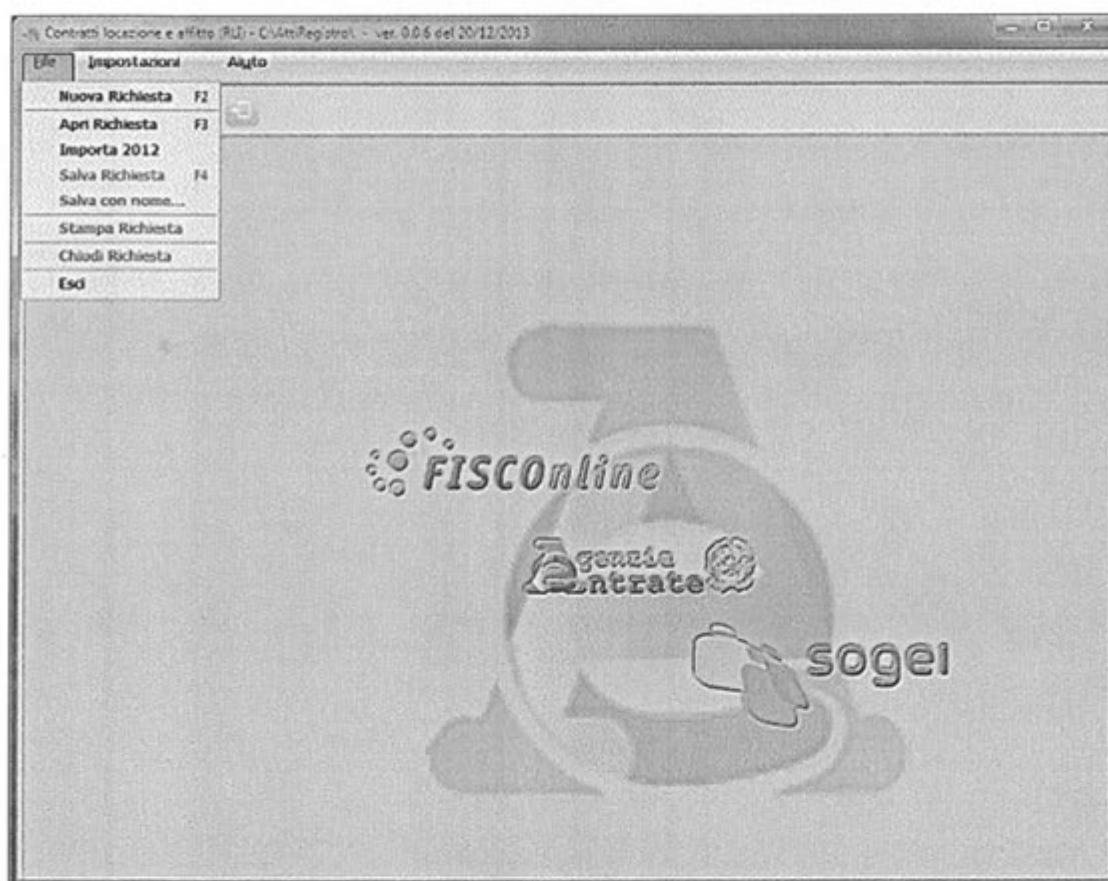 Contratti locazione e affitto (RLI) - C:\AttiRegistro\ - ver. 0.0.6 del 20/12/2013
File Impostazioni Aiuto
Nuova Richiesta F2
Apri Richiesta F3
Importa 2012
Salva Richiesta F4
Salva con nome...
Stampa Richiesta
Chiudi Richiesta
Esci
FISCOnline
agenzia
entrate
sogei